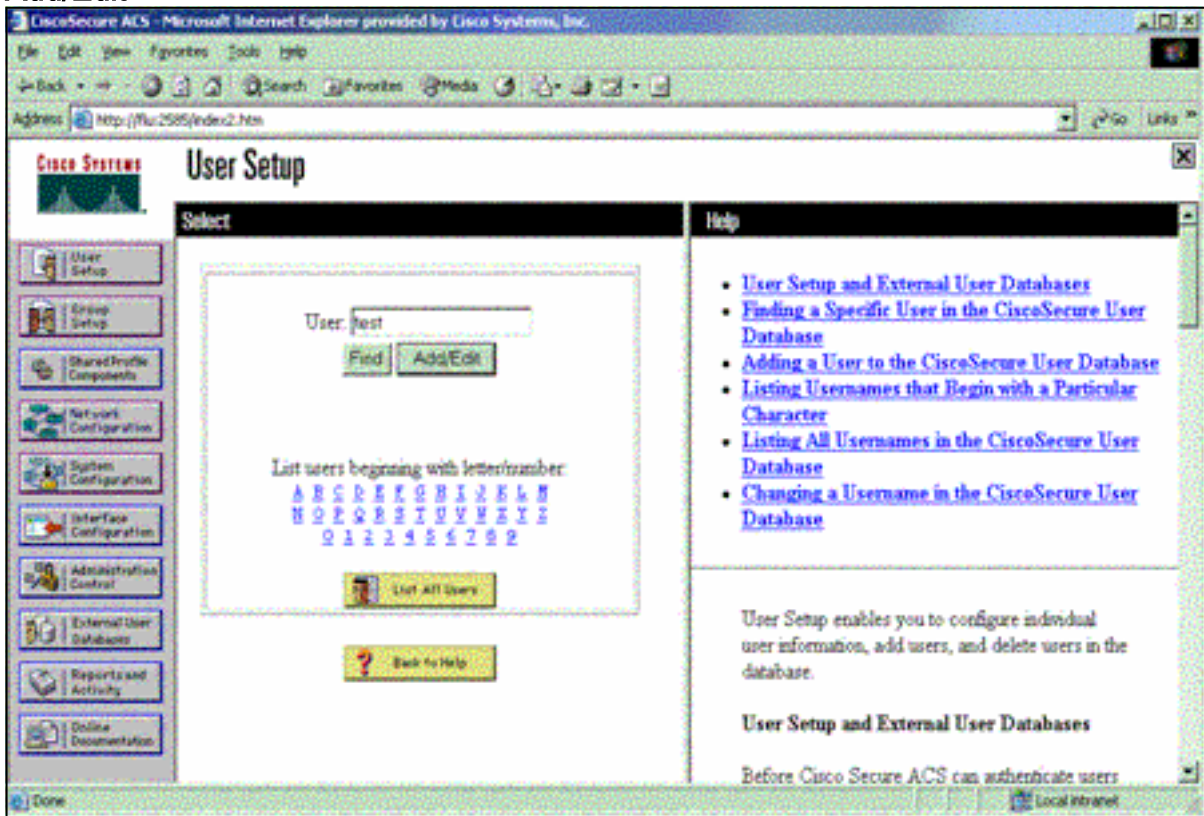 Add/Edit
CiscoSecure ACS - Microsoft Internet Explorer provided by Cisco Systems, Inc.
File Edit View Favorites Tools Help
Back Search Favorites Media
Address http://flu:2585/index2.htm Go Links »
CISCO SYSTEMS
User Setup
Select
Help
User Setup
Group Setup
Shared Profile Components
Network Configuration
System Configuration
Interface Configuration
Administration Control
External User Databases
Reports and Activity
Online Documentation
User: test
Find Add/Edit
List users beginning with letter/number:
A B C D E F G H I J K L M
N O P Q R S T U V W X Y Z
0 1 2 3 4 5 6 7 8 9
List All Users
Back to Help
• User Setup and External User Databases
• Finding a Specific User in the CiscoSecure User
Database
• Adding a User to the CiscoSecure User Database
• Listing Usernames that Begin with a Particular
Character
• Listing All Usernames in the CiscoSecure User
Database
• Changing a Username in the CiscoSecure User
Database
User Setup enables you to configure individual
user information, add users, and delete users in the
database.
User Setup and External User Databases
Before Cisco Secure ACS can authenticate users
Done
Local intranet